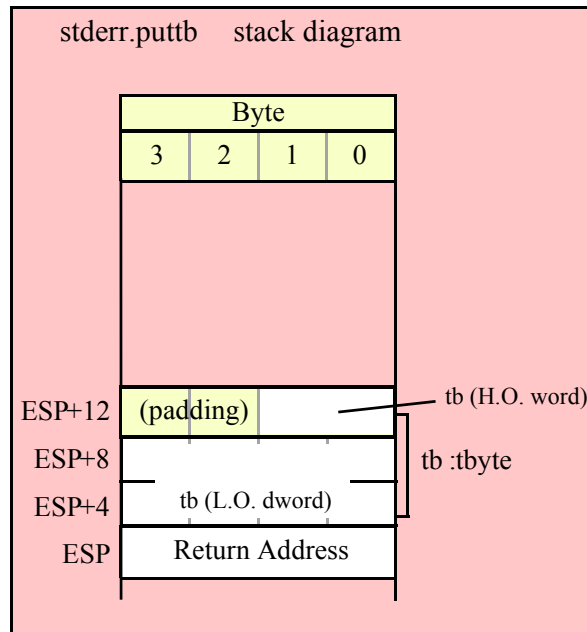 stderr.puttb stack diagram
Byte
3 2 1 0
ESP+12 (padding) tb (H.O. word)
ESP+8 tb :tbyte
ESP+4 tb (L.O. dword)
ESP Return Address